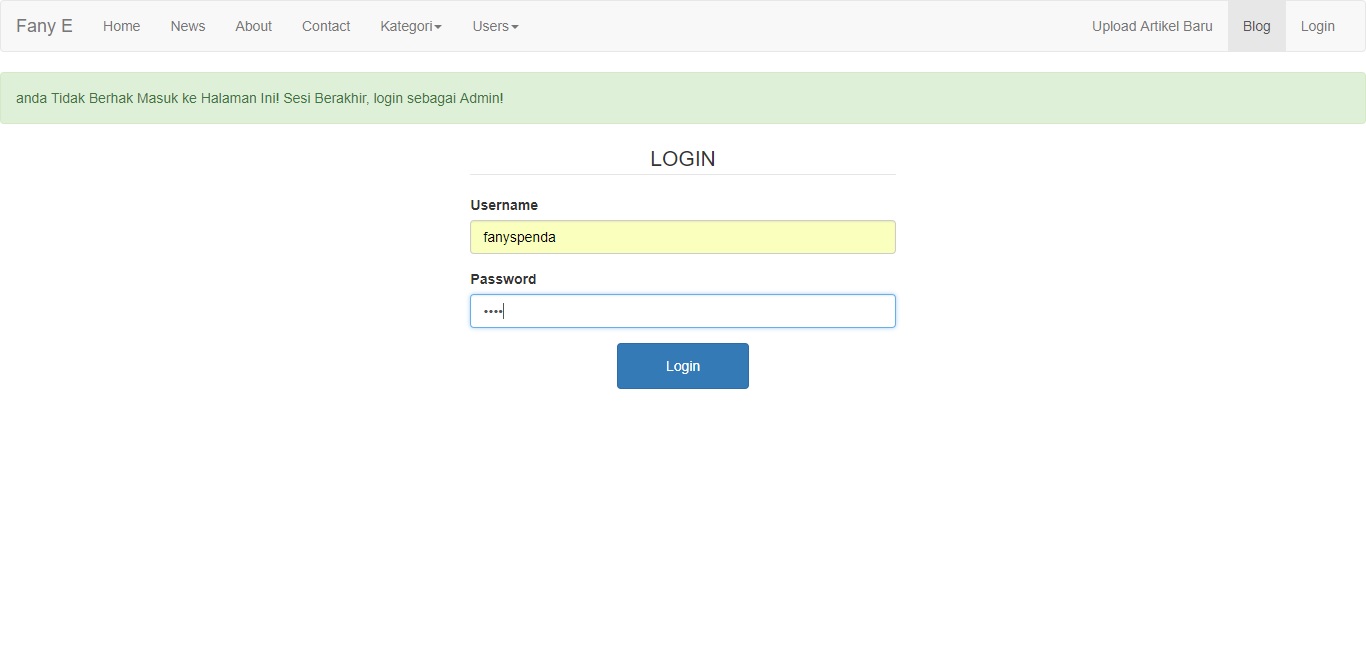 Fany E Home News About Contact Kategori Users Upload Artikel Baru Blog Login
anda Tidak Berhak Masuk ke Halaman Ini! Sesi Berakhir, login sebagai Admin!
LOGIN
Username
fanyspenda
Password
••••
Login